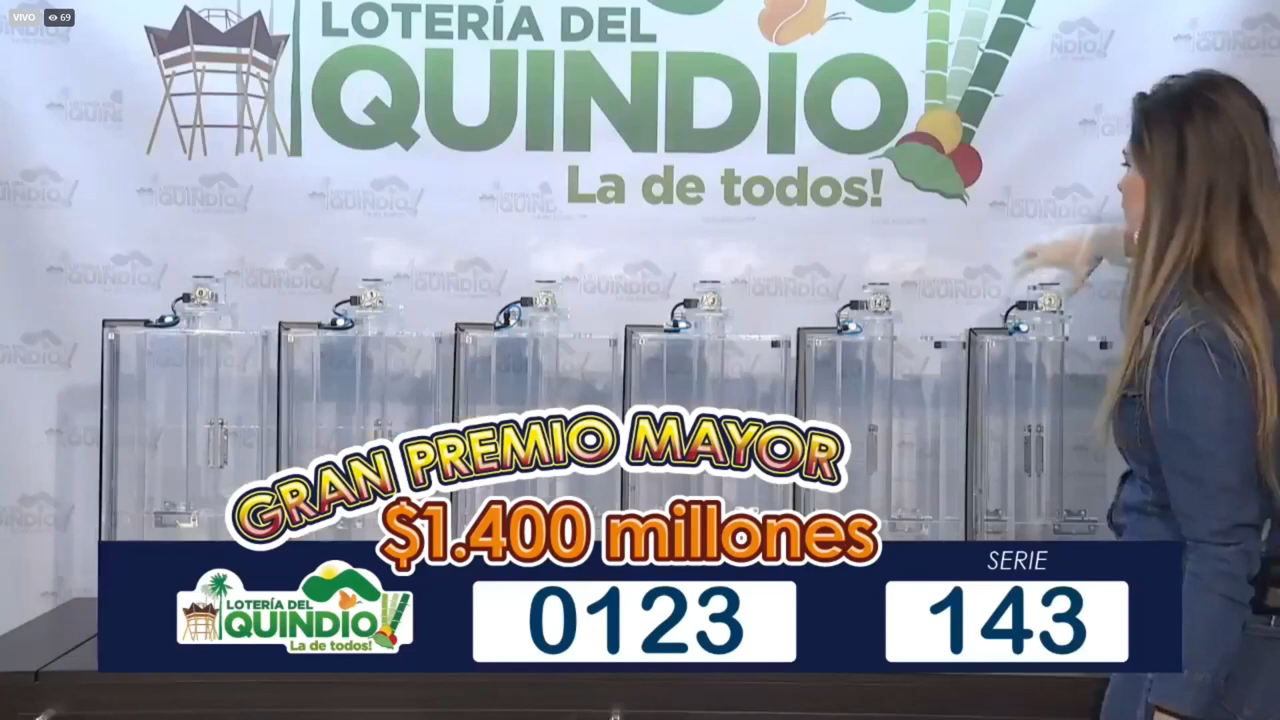 VIVO 69
LOTERÍA DEL
QUINDIO
La de todos!
GRAN PREMIO MAYOR
$1.400 millones
SERIE
LOTERÍA DEL
QUINDIO
La de todos!
0123
143